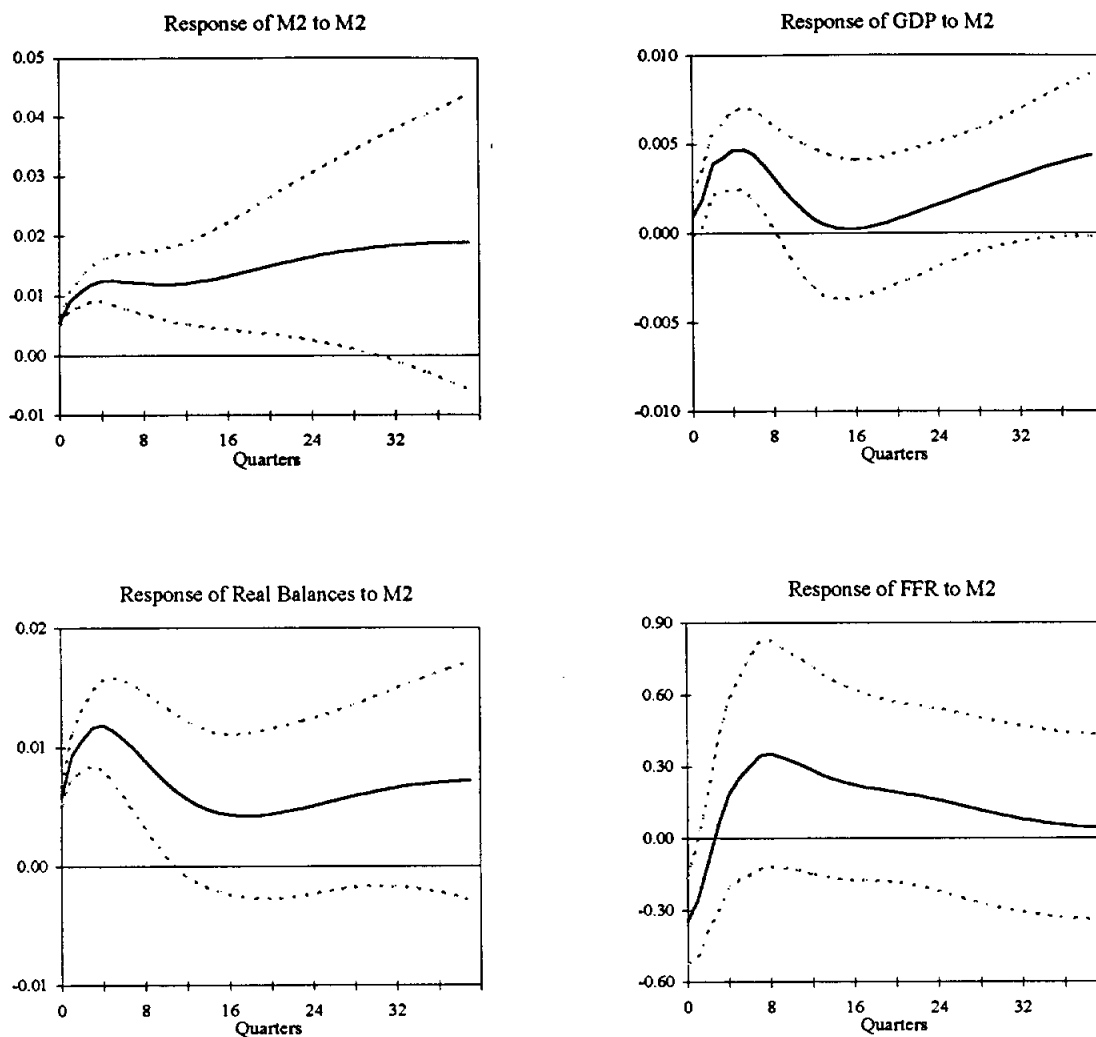 Response of M2 to M2
0.05
0.04
0.03
0.02
0.01
0.00
-0.01
0 8 16 24 32
Quarters
Response of GDP to M2
0.010
0.005
0.000
-0.005
-0.010
0 8 16 24 32
Quarters
Response of Real Balances to M2
0.02
0.01
0.00
-0.01
0 8 16 24 32
Quarters
Response of FFR to M2
0.90
0.60
0.30
0.00
-0.30
-0.60
0 8 16 24 32
Quarters